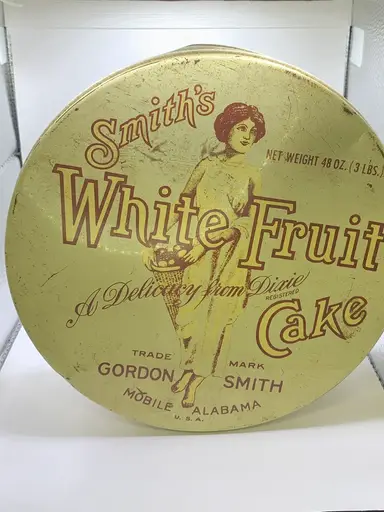 Smith's
NET WEIGHT 48 OZ. (3 LBS.)
White Fruit
A Delicacy from Dixie
REGISTERED
Cake
TRADE MARK
GORDON SMITH
MOBILE ALABAMA
U.S.A.